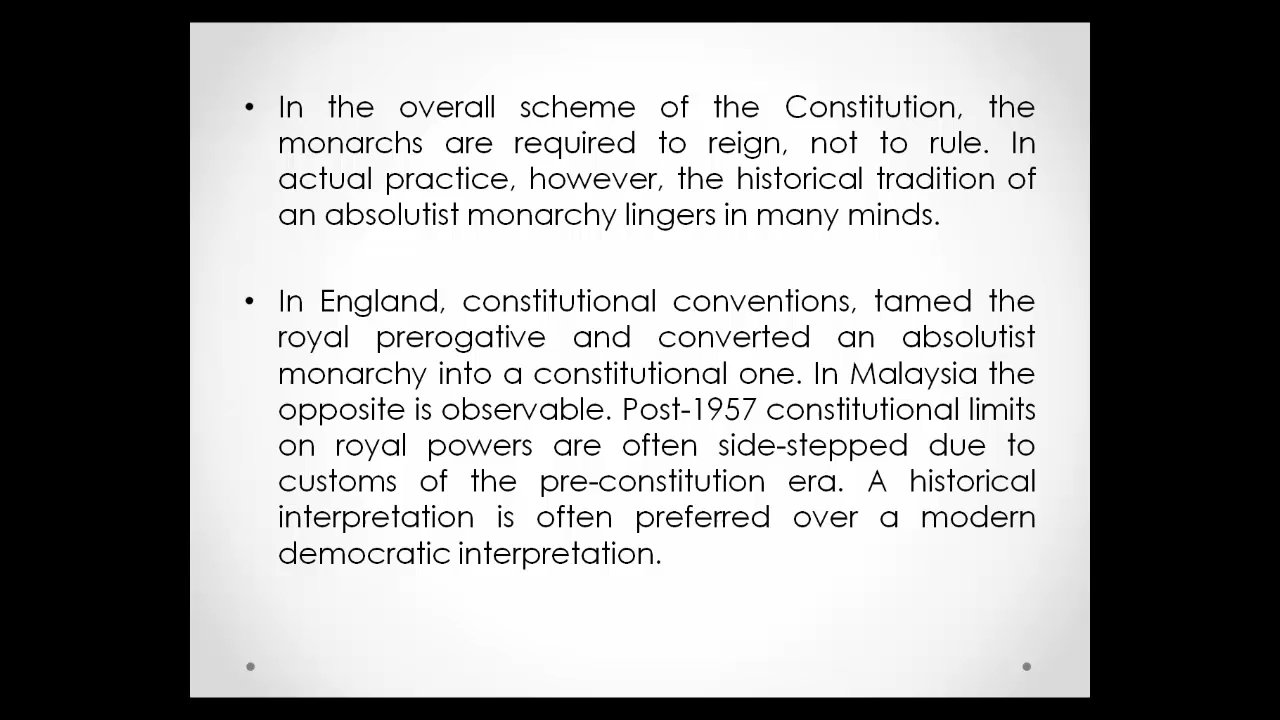 • In the overall scheme of the Constitution, the
monarchs are required to reign, not to rule. In
actual practice, however, the historical tradition of
an absolutist monarchy lingers in many minds.
• In England, constitutional conventions, tamed the
royal prerogative and converted an absolutist
monarchy into a constitutional one. In Malaysia the
opposite is observable. Post-1957 constitutional limits
on royal powers are often side-stepped due to
customs of the pre-constitution era. A historical
interpretation is often preferred over a modern
democratic interpretation.